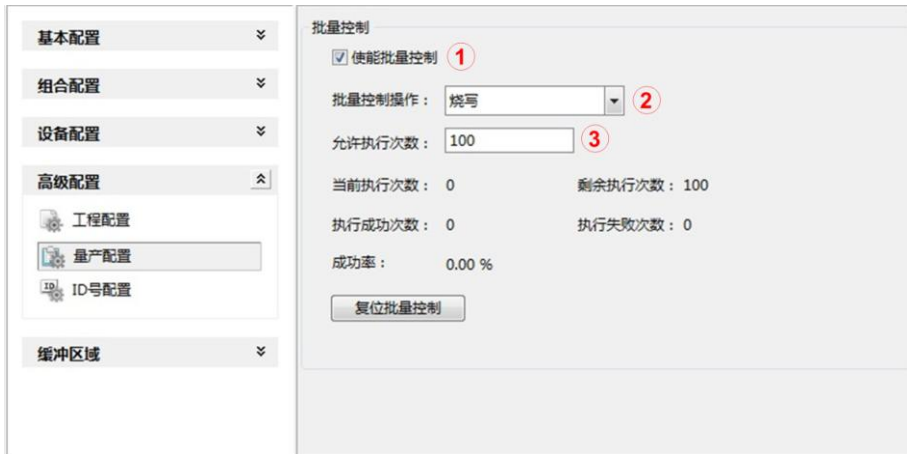 基本配置
组合配置
设备配置
高级配置
工程配置
量产配置
ID ID号配置
缓冲区域
批量控制
使能批量控制 1
批量控制操作： 烧写 2
允许执行次数： 100 3
当前执行次数： 0 剩余执行次数： 100
执行成功次数： 0 执行失败次数： 0
成功率： 0.00 %
复位批量控制